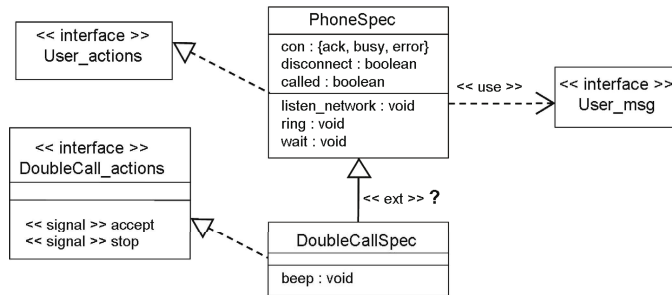 PhoneSpec
con : {ack, busy, error}
disconnect : boolean
called : boolean
listen_network : void
ring : void
wait : void
<< interface >>
User_actions
<< use >>
<< interface >>
User_msg
<< interface >>
DoubleCall_actions
<< signal >> accept
<< signal >> stop
<< ext >> ?
DoubleCallSpec
beep : void